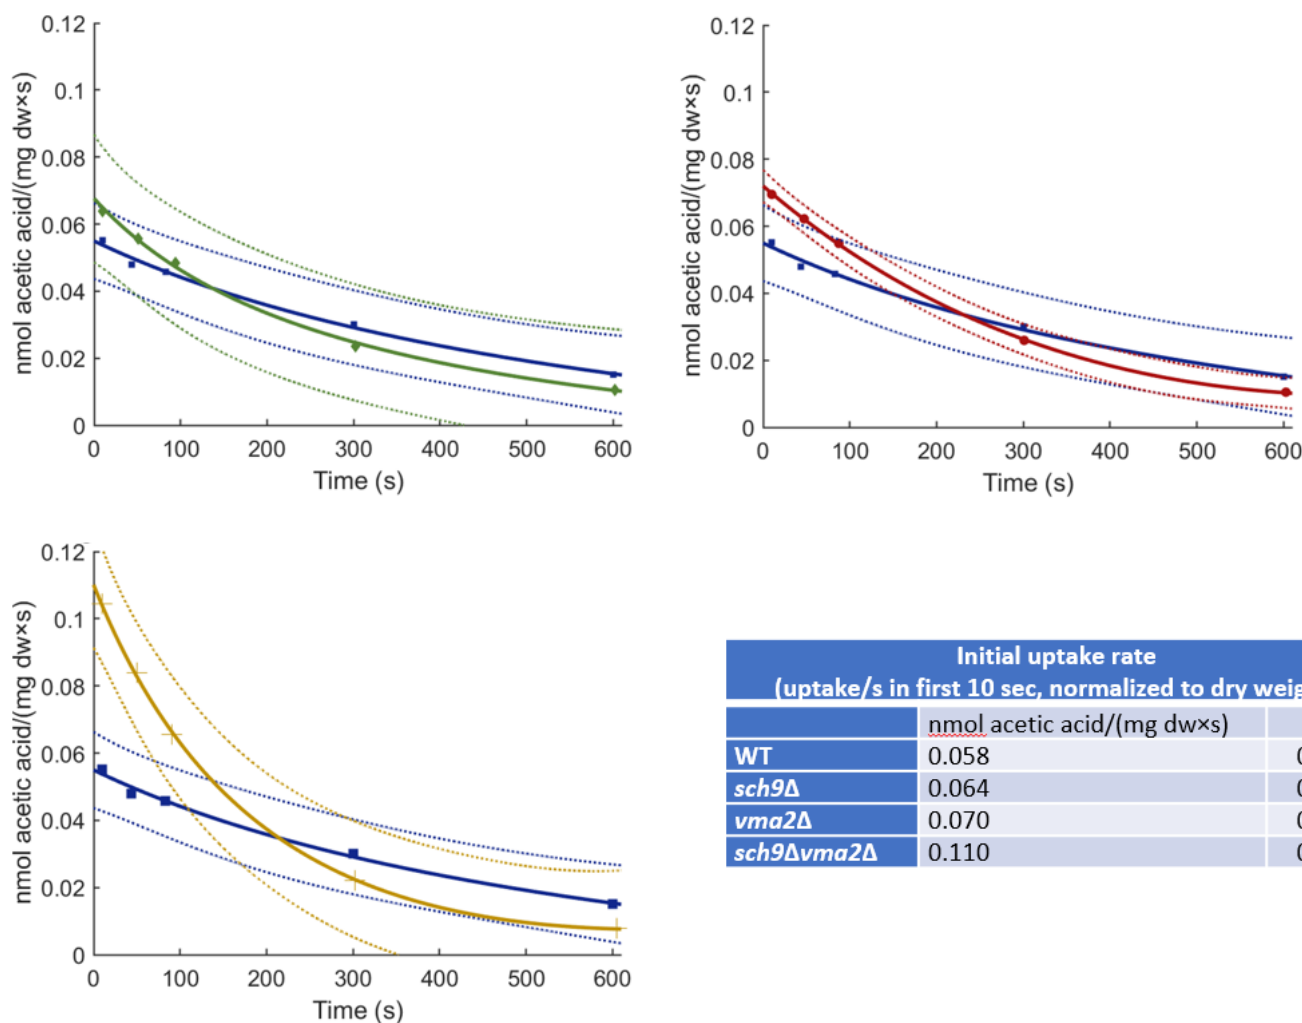 0.12
0.1
0.08
0.06
0.04
0.02
0
nmol acetic acid/(mg dw×s)
0 100 200 300 400 500 600
Time (s)
0.12
0.1
0.08
0.06
0.04
0.02
0
nmol acetic acid/(mg dw×s)
0 100 200 300 400 500 600
Time (s)
0.12
0.1
0.08
0.06
0.04
0.02
0
nmol acetic acid/(mg dw×s)
0 100 200 300 400 500 600
Time (s)
Initial uptake rate
(uptake/s in first 10 sec, normalized to dry weig
nmol acetic acid/(mg dw×s)
WT 0.058 0
sch9Δ 0.064 0
vma2Δ 0.070 0
sch9Δvma2Δ 0.110 0